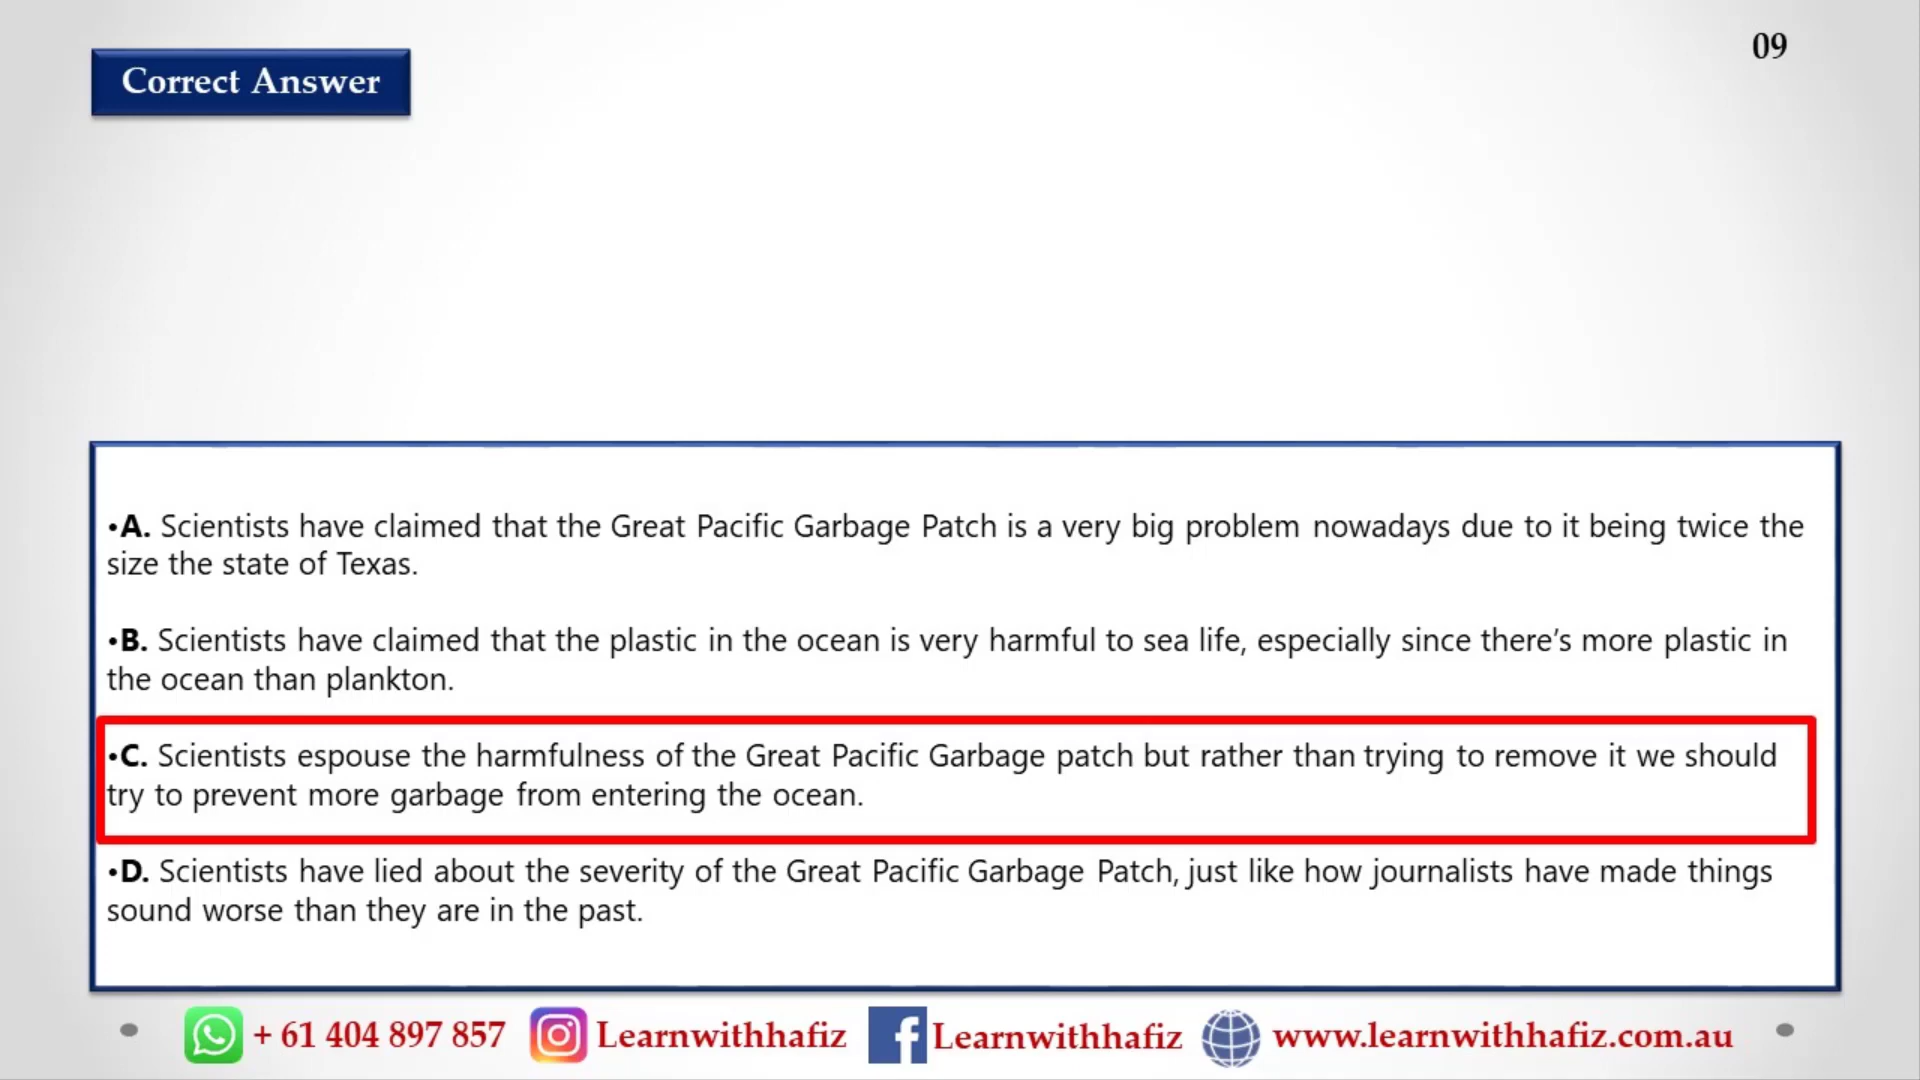 09
Correct Answer
•A. Scientists have claimed that the Great Pacific Garbage Patch is a very big problem nowadays due to it being twice the
size the state of Texas.
•B. Scientists have claimed that the plastic in the ocean is very harmful to sea life, especially since there’s more plastic in
the ocean than plankton.
•C. Scientists espouse the harmfulness of the Great Pacific Garbage patch but rather than trying to remove it we should
try to prevent more garbage from entering the ocean.
•D. Scientists have lied about the severity of the Great Pacific Garbage Patch, just like how journalists have made things
sound worse than they are in the past.
+ 61 404 897 857 Learnwithhafiz Learnwithhafiz www.learnwithhafiz.com.au